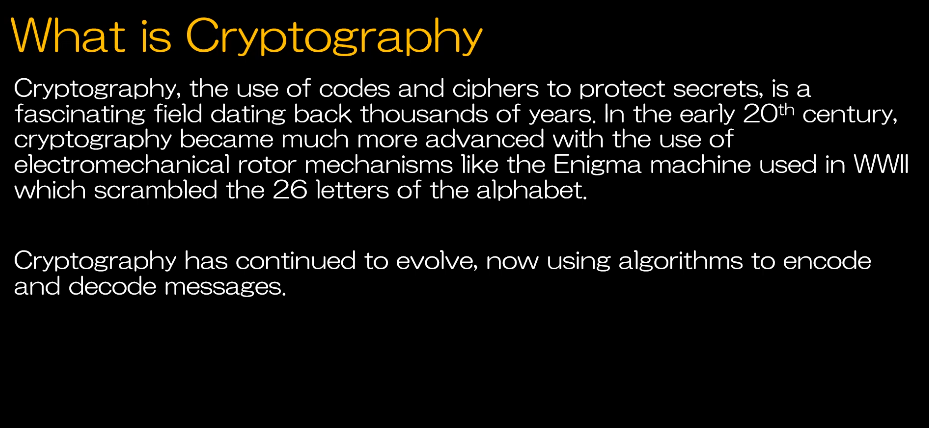 What is Cryptography
Cryptography, the use of codes and ciphers to protect secrets, is a
fascinating field dating back thousands of years. In the early 20th century,
cryptography became much more advanced with the use of
electromechanical rotor mechanisms like the Enigma machine used in WWII
which scrambled the 26 letters of the alphabet.
Cryptography has continued to evolve, now using algorithms to encode
and decode messages.